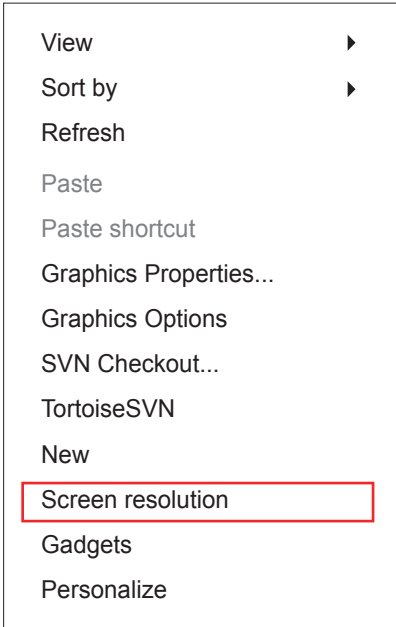 View
Sort by
Refresh
Paste
Paste shortcut
Graphics Properties...
Graphics Options
SVN Checkout...
TortoiseSVN
New
Screen resolution
Gadgets
Personalize